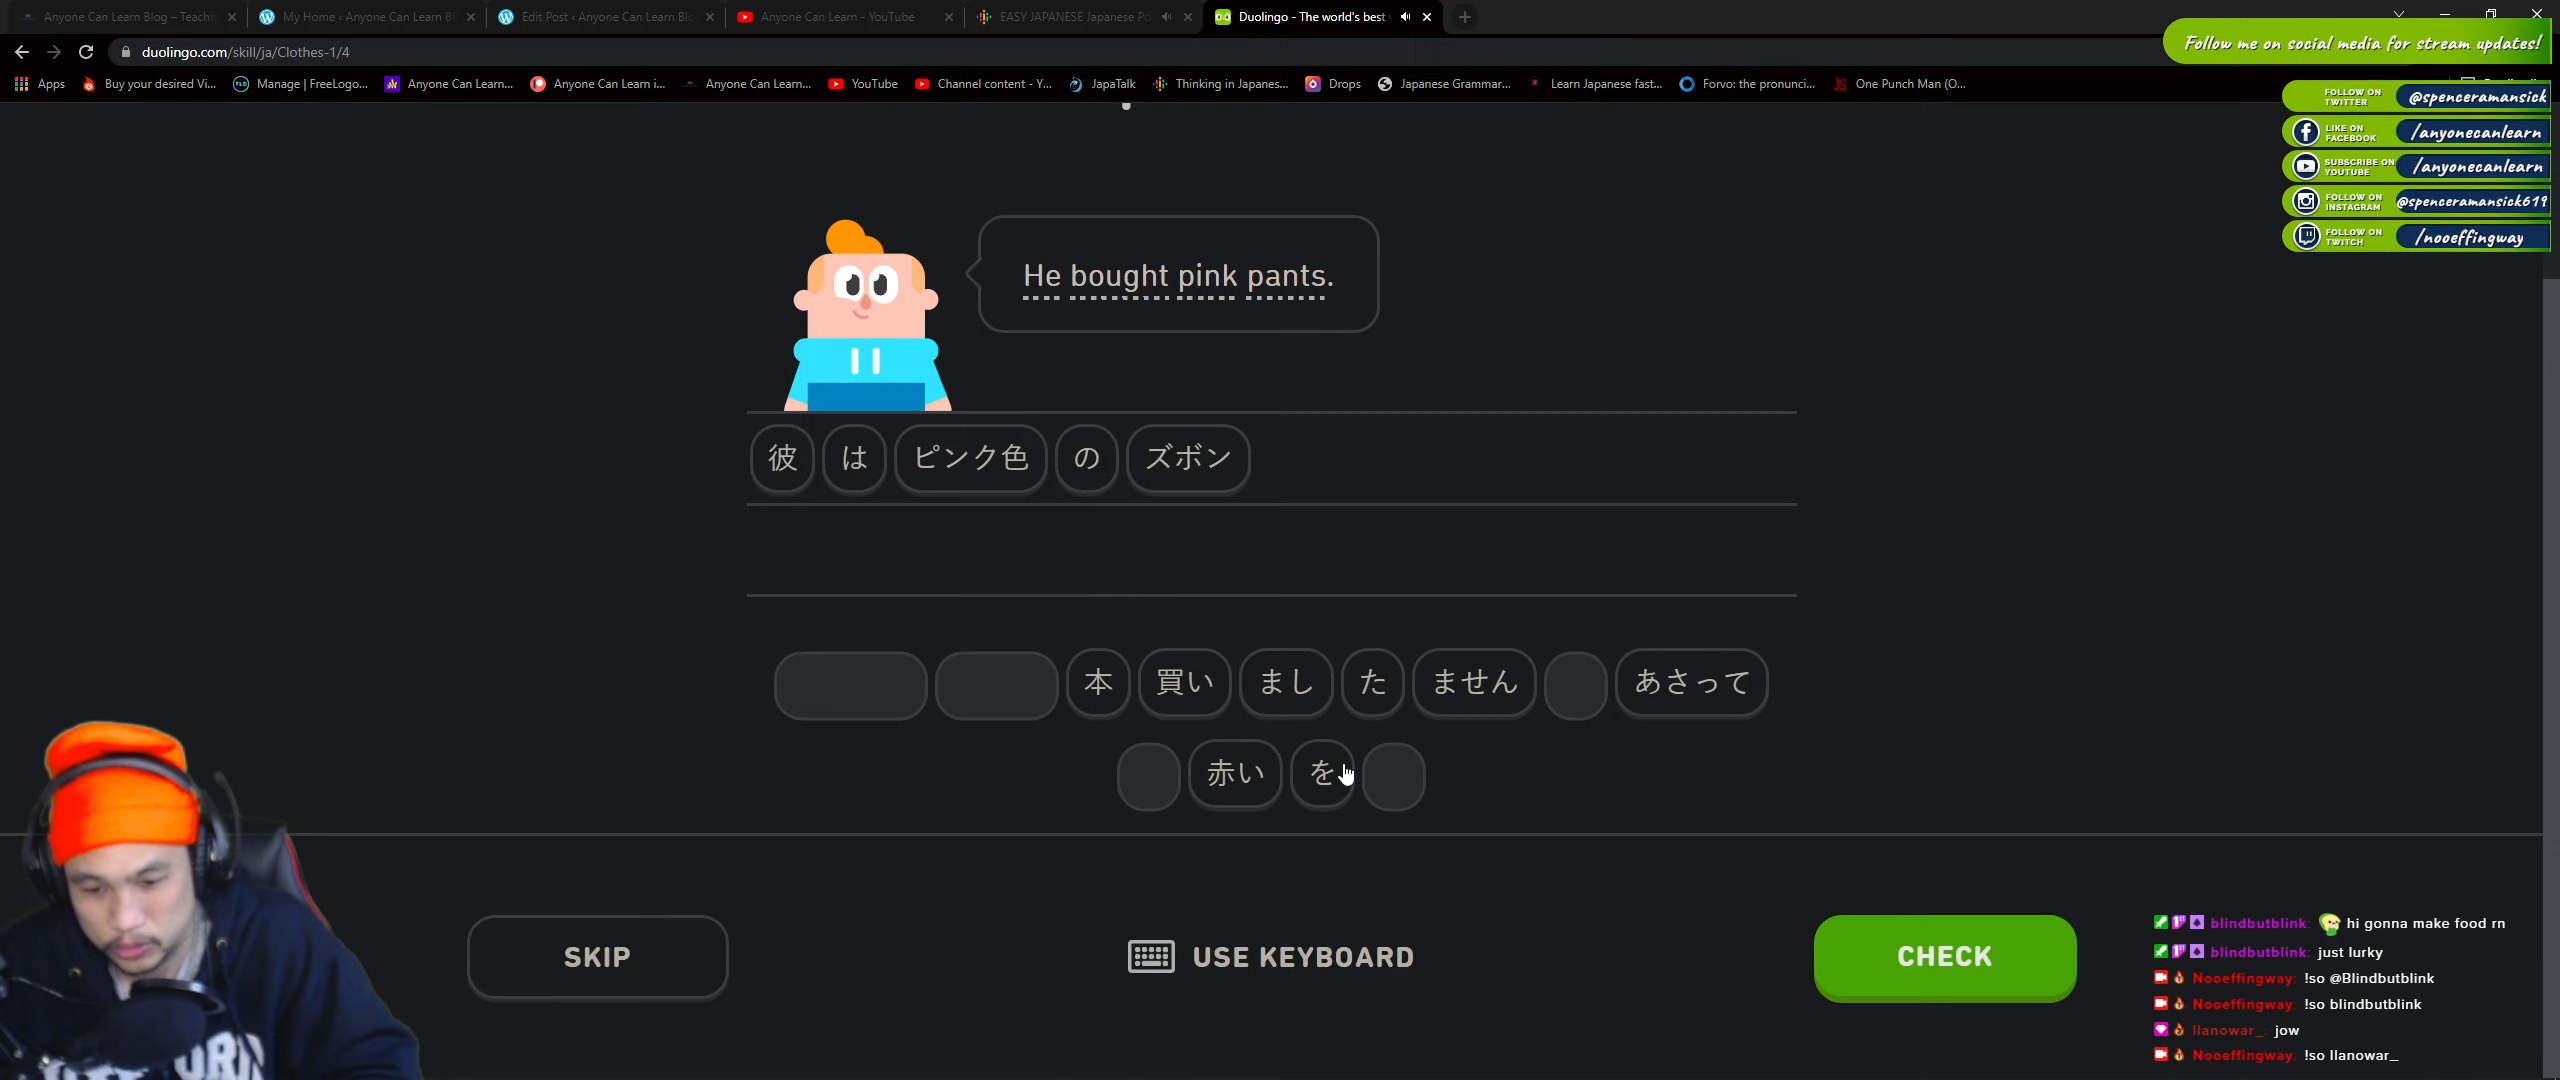 Anyone Can Learn Blog – Teachi
My Home ‹ Anyone Can Learn Bl
Edit Post ‹ Anyone Can Learn Blo
Anyone Can Learn - YouTube
EASY JAPANESE Japanese Po
Duolingo - The world's best
duolingo.com/skill/ja/Clothes-1/4
Apps
Buy your desired Vi...
Manage | FreeLogo...
Anyone Can Learn...
Anyone Can Learn i...
Anyone Can Learn...
YouTube
Channel content - Y...
JapaTalk
Thinking in Japanes...
Drops
Japanese Grammar...
Learn Japanese fast...
Forvo: the pronunci...
One Punch Man (O...
Follow me on social media for stream updates!
FOLLOW ON TWITTER @spenceramansick
LIKE ON FACEBOOK /anyonecanlearn
SUBSCRIBE ON YOUTUBE /anyonecanlearn
FOLLOW ON INSTAGRAM @spenceramansick619
FOLLOW ON TWITCH /nooeffingway
He bought pink pants.
彼 は ピンク色 の ズボン
本 買い まし た ません あさって
赤い を
SKIP
USE KEYBOARD
CHECK
blindbutblink: hi gonna make food rn
blindbutblink: just lurky
Nooeffingway: !so @Blindbutblink
Nooeffingway: !so blindbutblink
llanowar_: jow
Nooeffingway: !so llanowar_